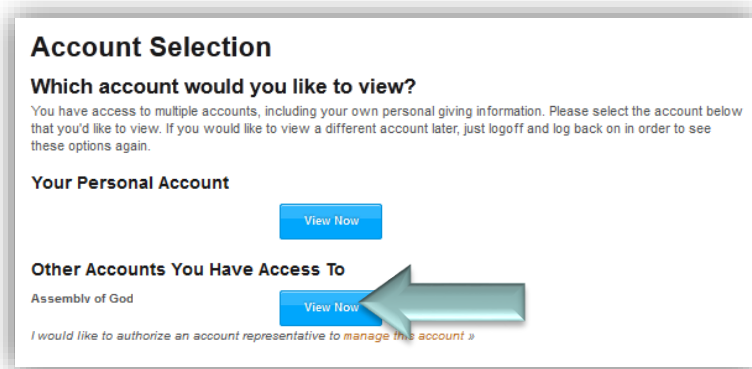 Account Selection
Which account would you like to view?
You have access to multiple accounts, including your own personal giving information. Please select the account below
that you'd like to view. If you would like to view a different account later, just logoff and log back on in order to see
these options again.
Your Personal Account
View Now
Other Accounts You Have Access To
Assembly of God
View Now
I would like to authorize an account representative to manage this account »